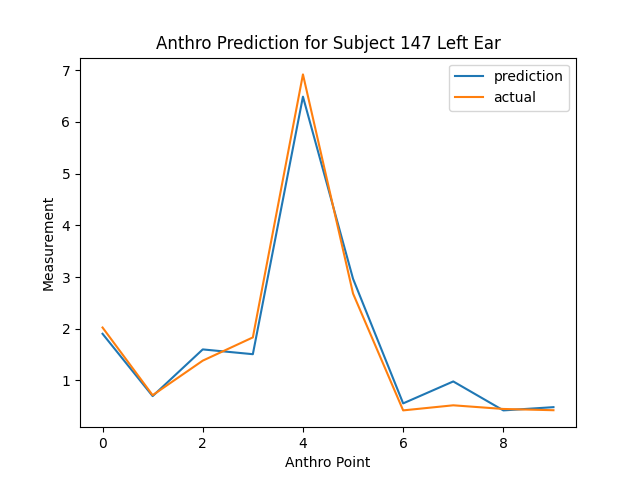 Anthro Prediction for Subject 147 Left Ear
prediction
actual
7
6
5
4
3
2
1
Measurement
0 2 4 6 8
Anthro Point